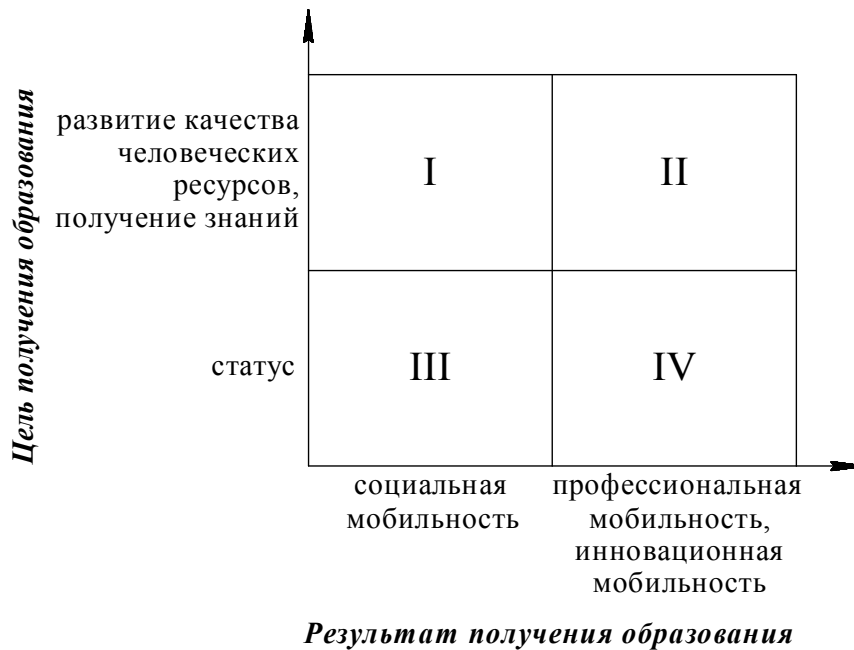 Цель получения образования
развитие качества
человеческих
ресурсов,
получение знаний
I
II
статус
III
IV
социальная
мобильность
профессиональная
мобильность,
инновационная
мобильность
Результат получения образования